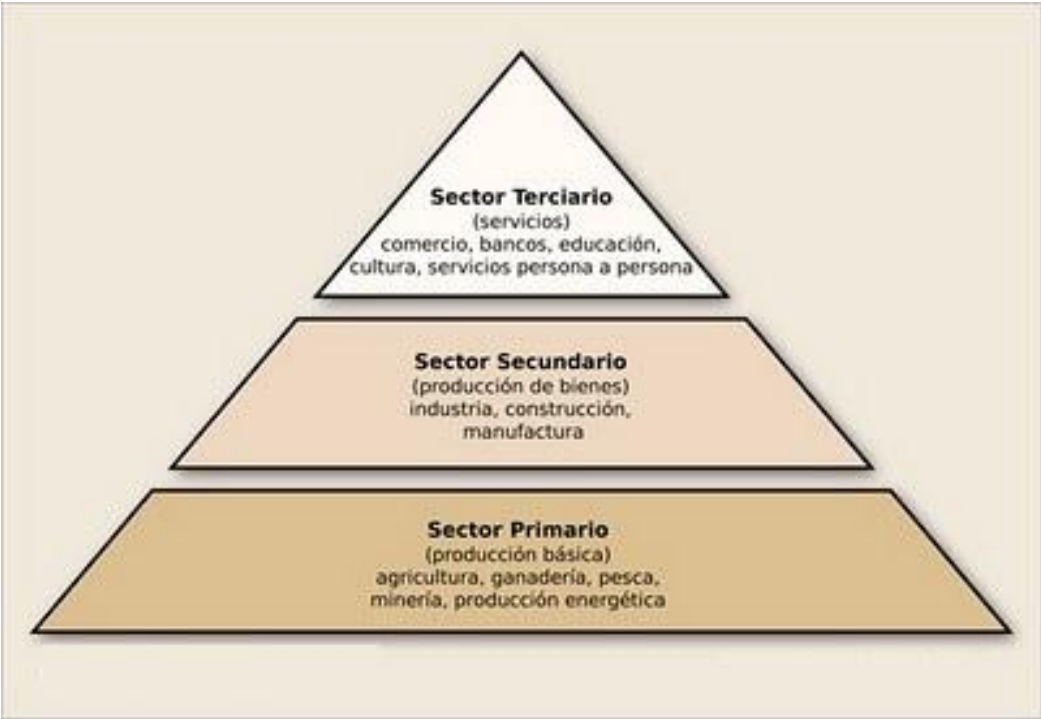 Sector Terciario
(servicios)
comercio, bancos, educación,
cultura, servicios persona a persona
Sector Secundario
(producción de bienes)
industria, construcción,
manufactura
Sector Primario
(producción básica)
agricultura, ganadería, pesca,
minería, producción energética